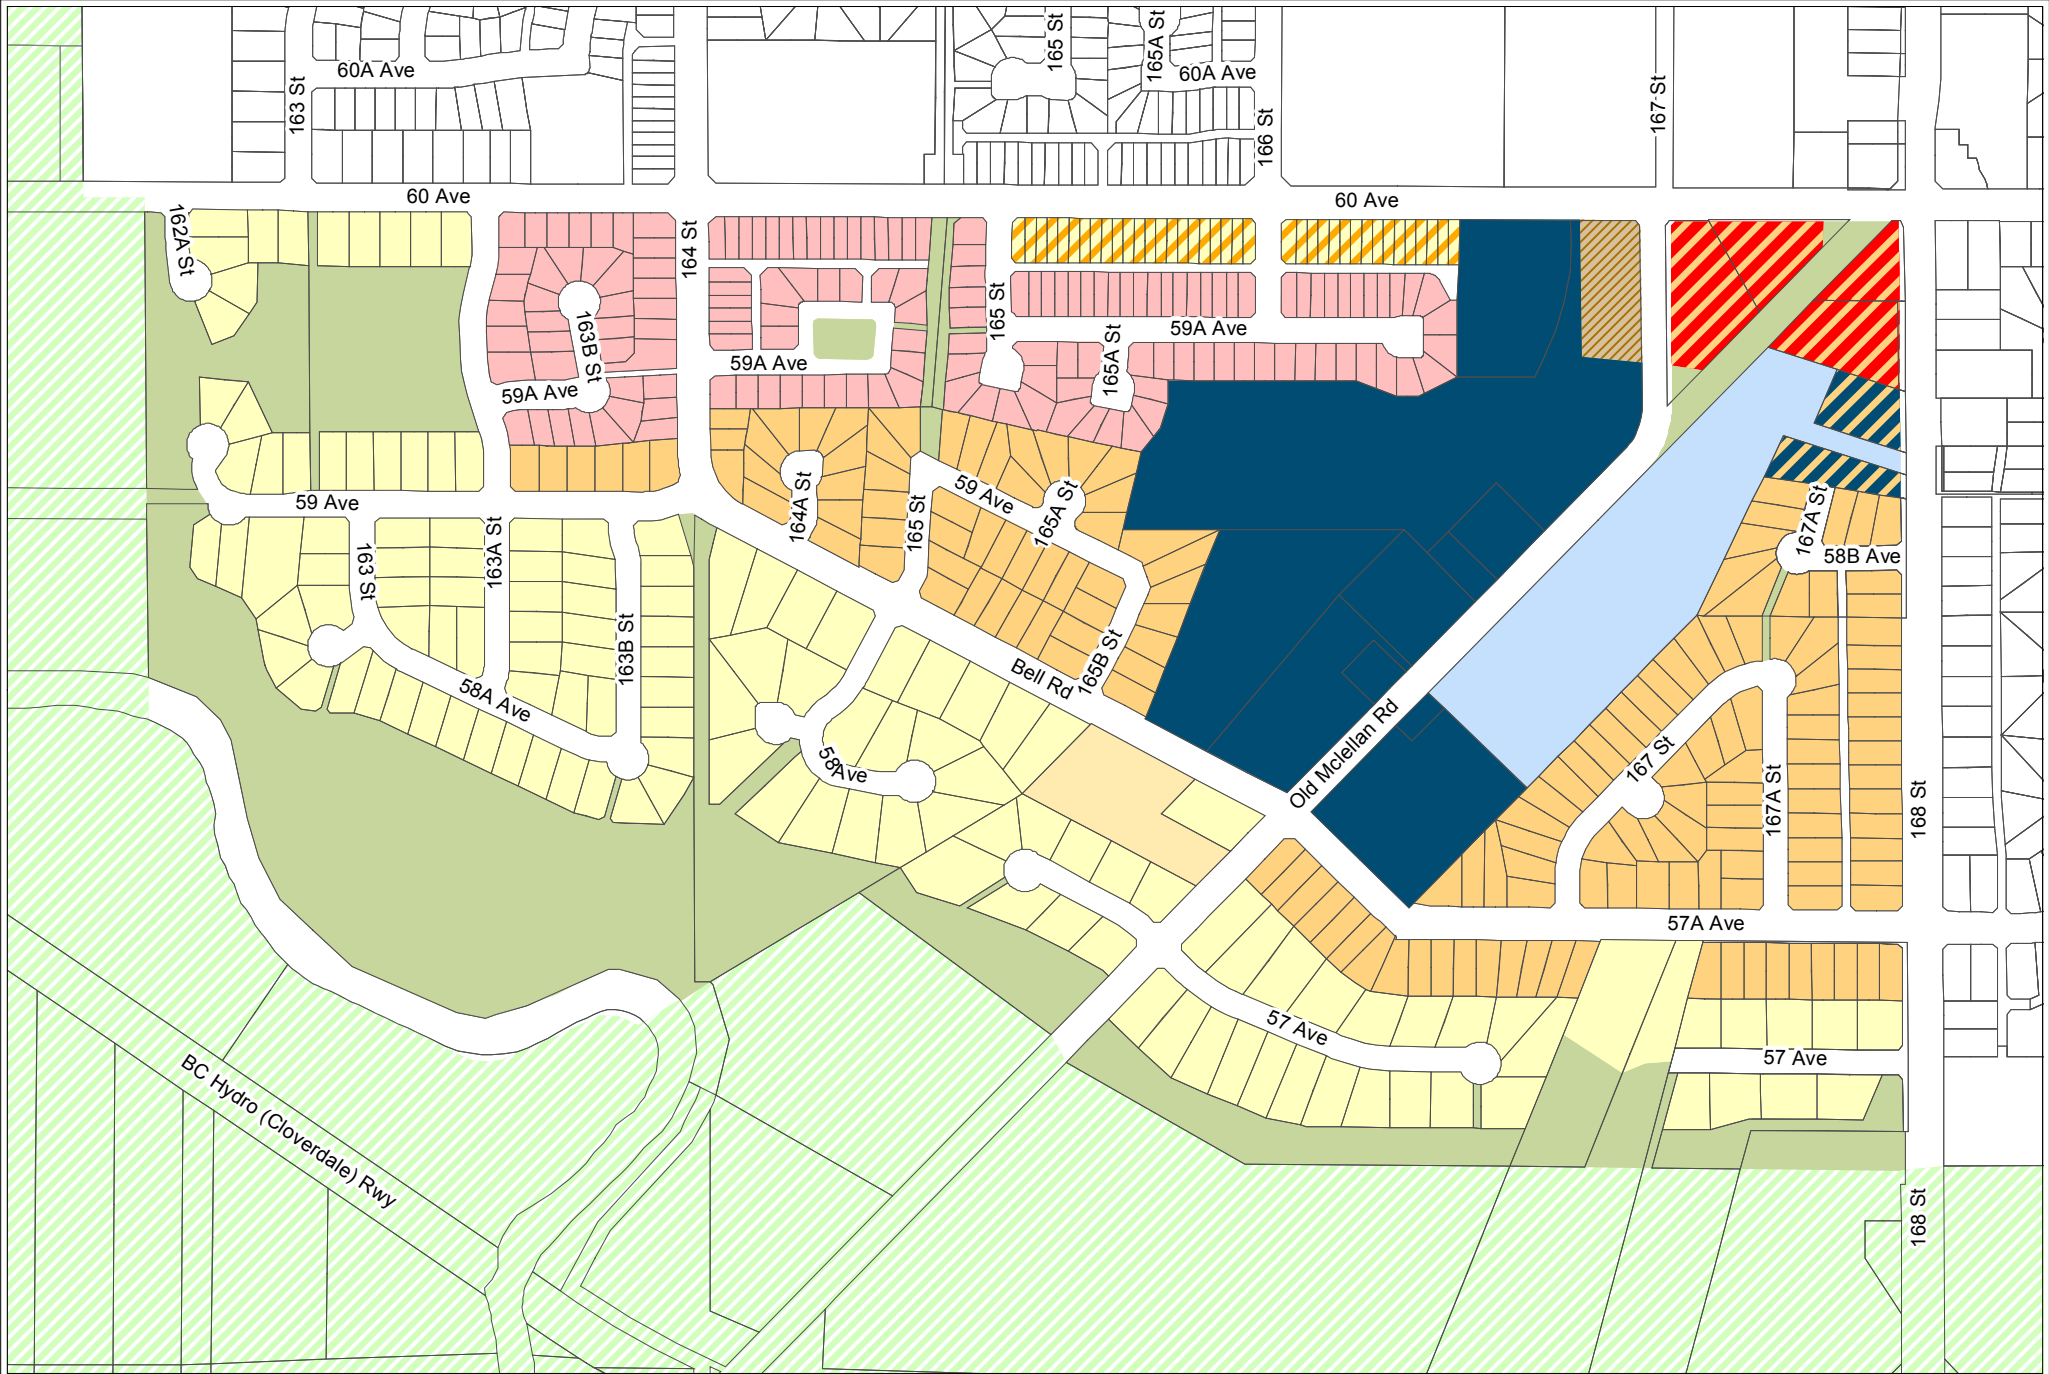 165 St
165A St
60A Ave
60A Ave
163 St
167 St
166 St
60 Ave
60 Ave
162A St
164 St
165 St
59A Ave
163B St
165A St
59A Ave
59A Ave
59 Ave
59 Ave
164A St
165 St
165A St
167A St
163 St
163A St
58B Ave
163B St
165B St
Bell Rd
58A Ave
Old Mclellan Rd
58 Ave
167 St
167A St
168 St
57A Ave
57 Ave
57 Ave
BC Hydro (Cloverdale) Rwy
168 St